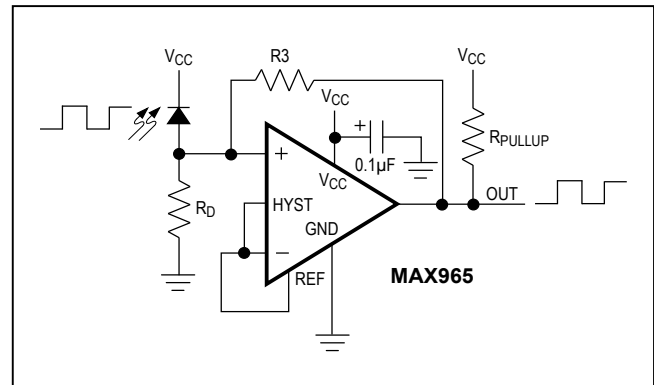 R3
VCC
VCC
VCC
RPULLUP
+
0.1µF
+
VCC
RD
HYST
OUT
GND
−
REF
MAX965